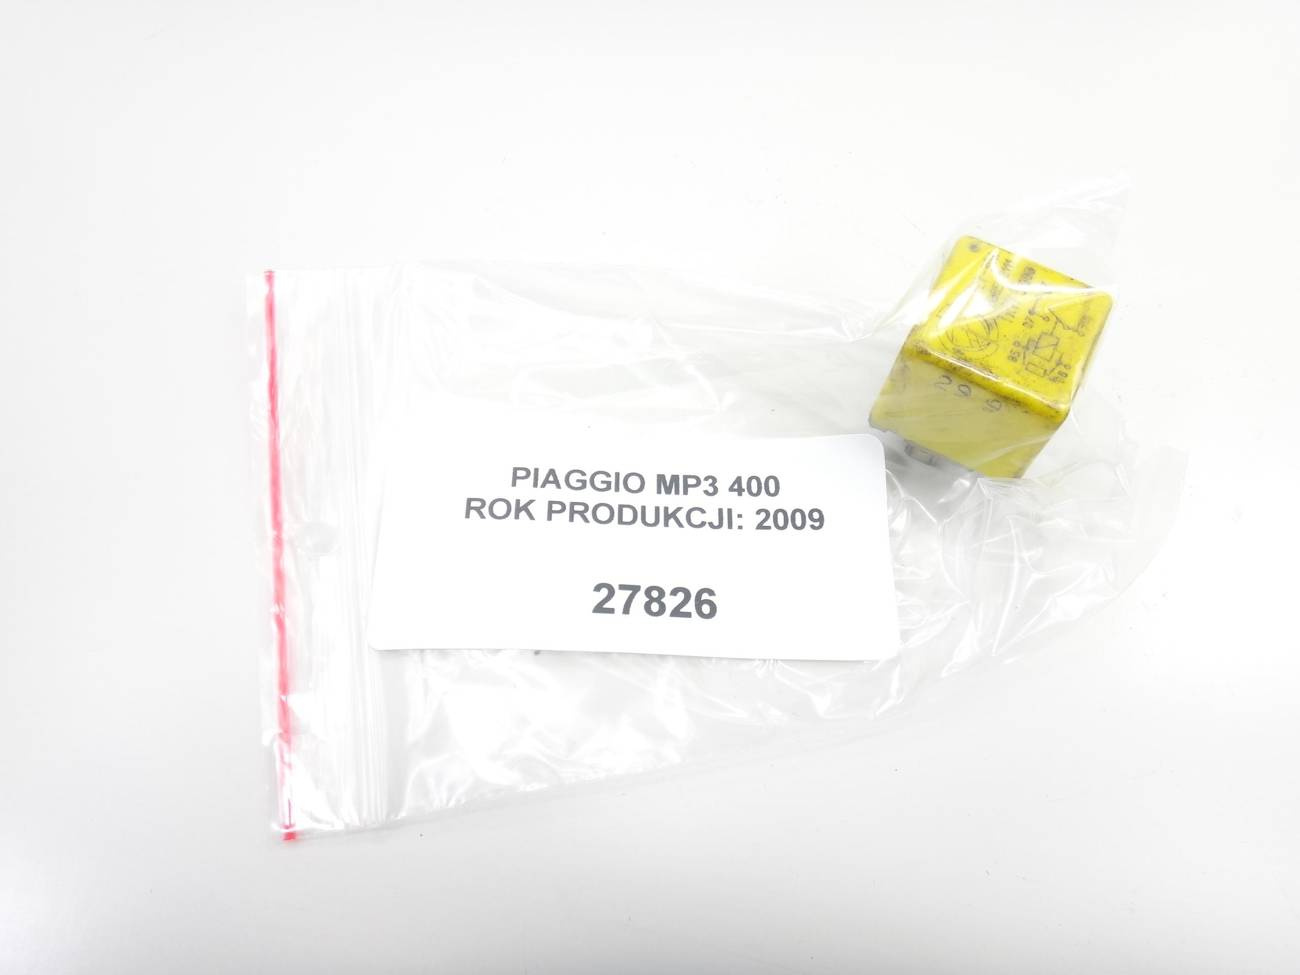 PIAGGIO MP3 400
ROK PRODUKCJI: 2009
27826